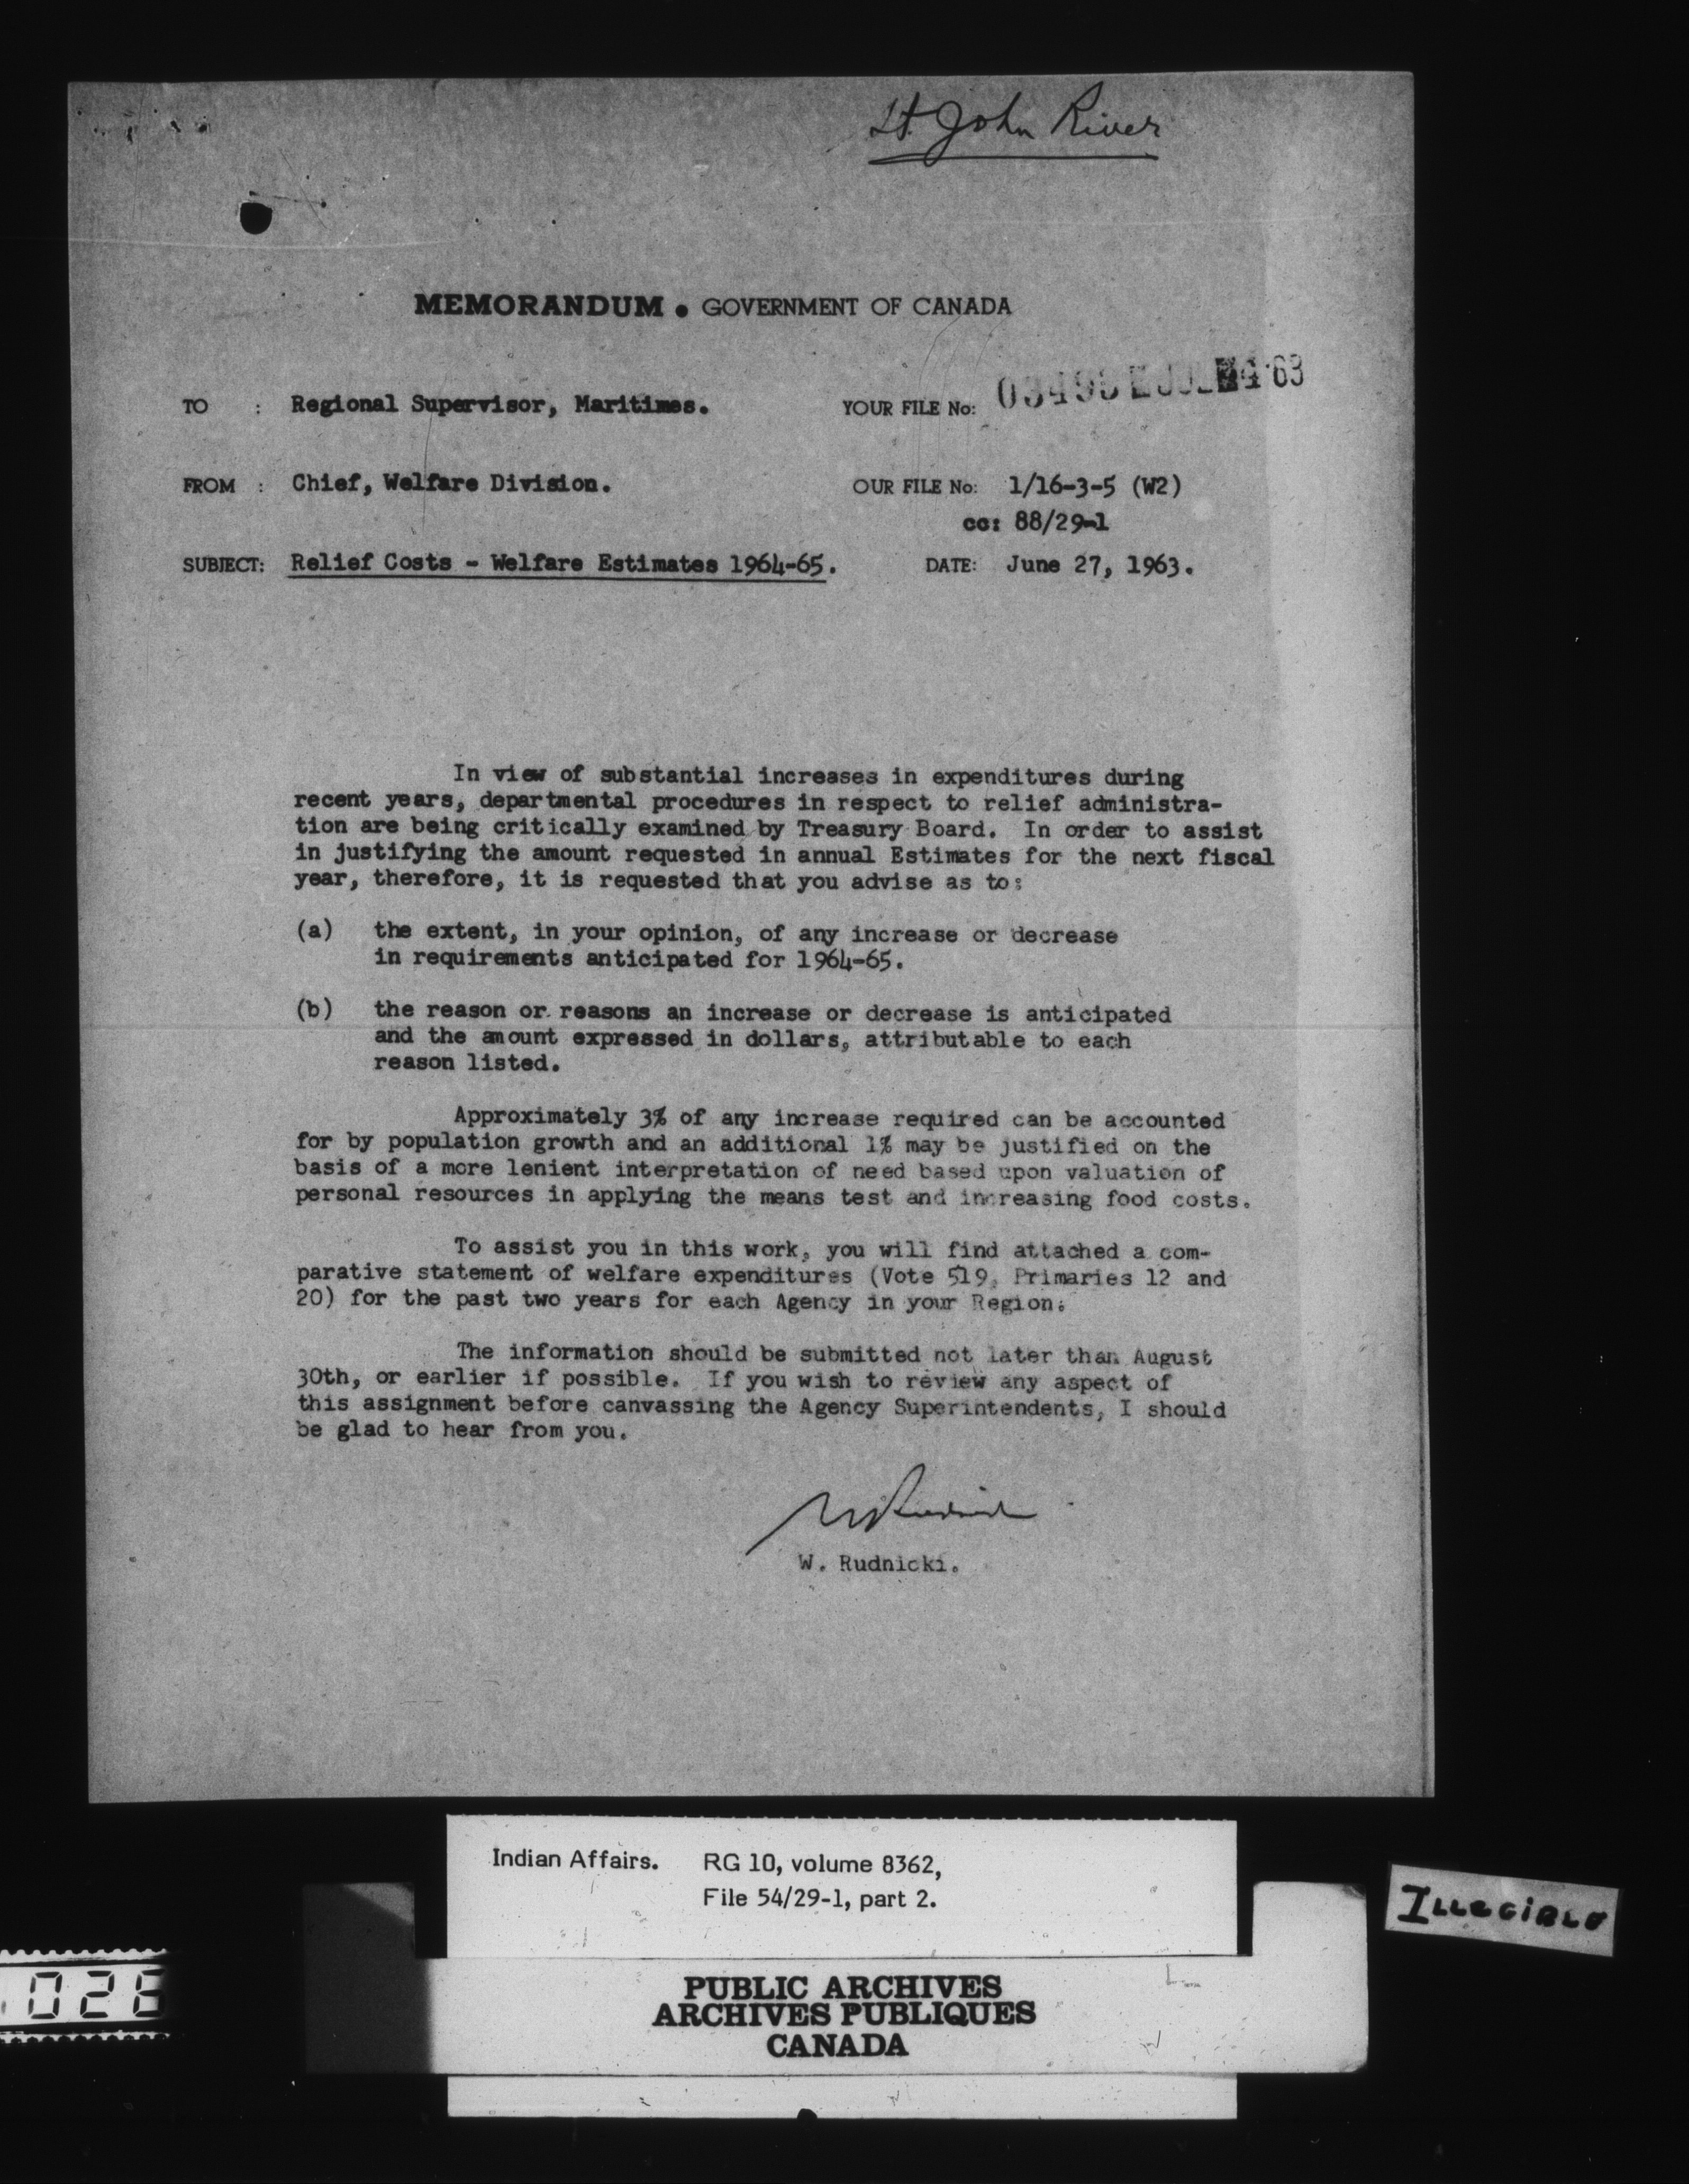 St. John River
MEMORANDUM • GOVERNMENT OF CANADA
TO : Regional Supervisor, Maritimes.
YOUR FILE No:
FROM : Chief, Welfare Division.
OUR FILE No: 1/16-3-5 (W2)
cc: 88/29-1
SUBJECT: Relief Costs - Welfare Estimates 1964-65.
DATE: June 27, 1963.
In view of substantial increases in expenditures during
recent years, departmental procedures in respect to relief administra-
tion are being critically examined by Treasury Board. In order to assist
in justifying the amount requested in annual Estimates for the next fiscal
year, therefore, it is requested that you advise as to:
(a) the extent, in your opinion, of any increase or decrease
in requirements anticipated for 1964-65.
(b) the reason or reasons an increase or decrease is anticipated
and the amount expressed in dollars, attributable to each
reason listed.
Approximately 3% of any increase required can be accounted
for by population growth and an additional 1% may be justified on the
basis of a more lenient interpretation of need based upon valuation of
personal resources in applying the means test and increasing food costs.
To assist you in this work, you will find attached a com-
parative statement of welfare expenditures (Vote 519, Primaries 12 and
20) for the past two years for each Agency in your Region.
The information should be submitted not later than August
30th, or earlier if possible. If you wish to review any aspect of
this assignment before canvassing the Agency Superintendents, I should
be glad to hear from you.
W. Rudnicki.
Indian Affairs. RG 10, volume 8362,
File 54/29-1, part 2.
ILLEGIBLE
PUBLIC ARCHIVES
ARCHIVES PUBLIQUES
CANADA